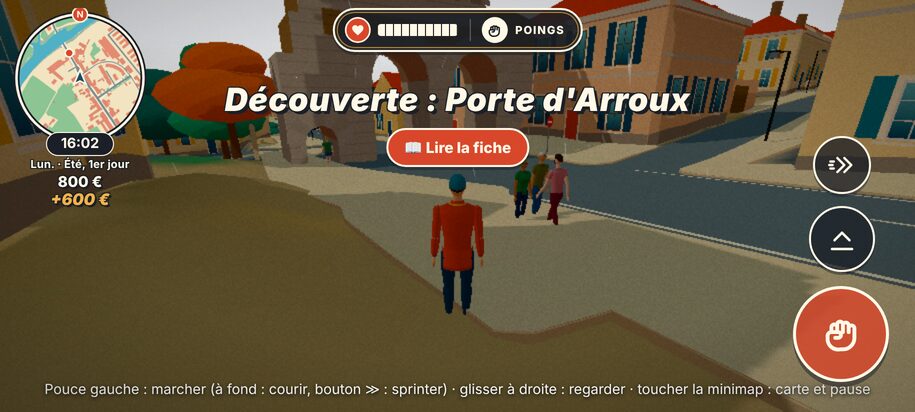 N
POINGS
Découverte : Porte d'Arroux
📖 Lire la fiche
16:02
Lun. · Été, 1er jour
800 €
+600 €
Pouce gauche : marcher (à fond : courir, bouton ≫ : sprinter) · glisser à droite : regarder · toucher la minimap : carte et pause